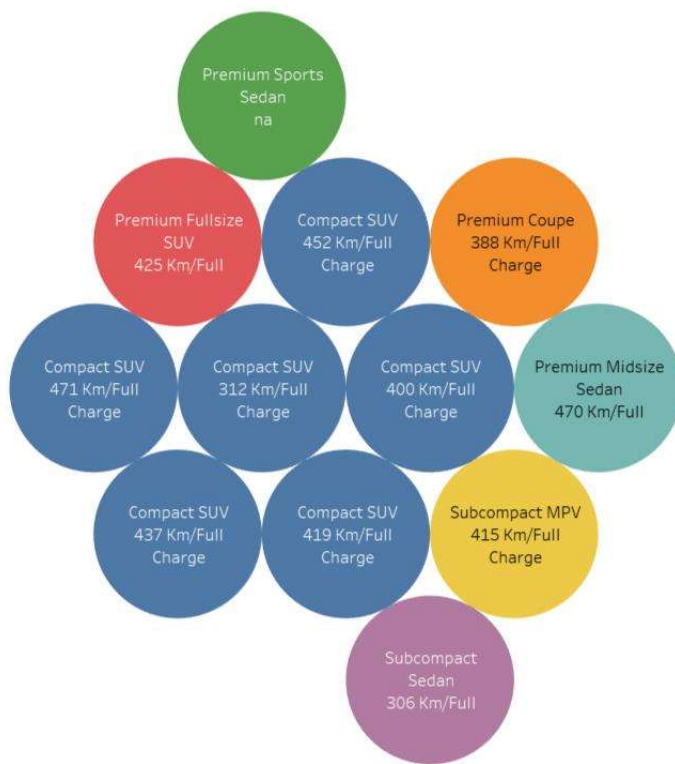 Premium Sports
Sedan
na
Premium Fullsize
SUV
425 Km/Full
Compact SUV
452 Km/Full
Charge
Premium Coupe
388 Km/Full
Charge
Compact SUV
471 Km/Full
Charge
Compact SUV
312 Km/Full
Charge
Compact SUV
400 Km/Full
Charge
Premium Midsize
Sedan
470 Km/Full
Compact SUV
437 Km/Full
Charge
Compact SUV
419 Km/Full
Charge
Subcompact MPV
415 Km/Full
Charge
Subcompact
Sedan
306 Km/Full